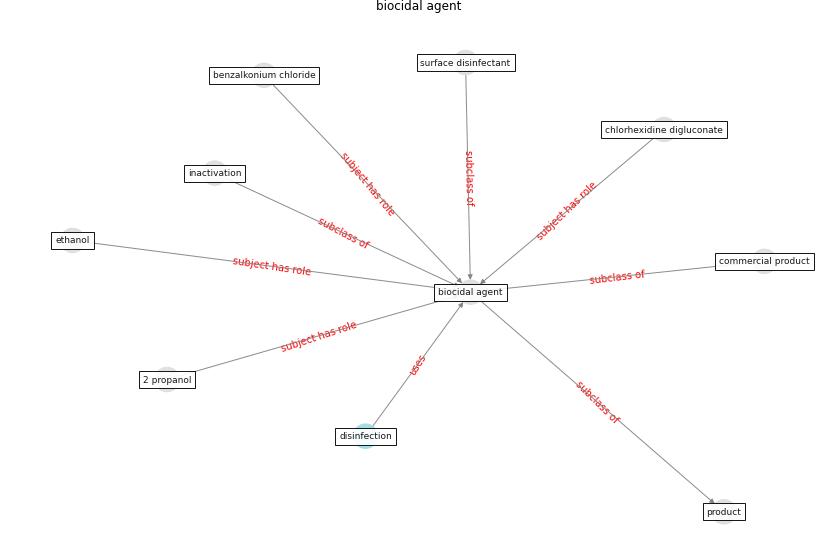 biocidal agent
surface disinfectant
benzalkonium chloride
chlorhexidine digluconate
subject has role
subclass of
inactivation
subject has role
subclass of
ethanol
commercial product
subject has role
subclass of
biocidal agent
subject has role
2 propanol
uses
subclass of
disinfection
product